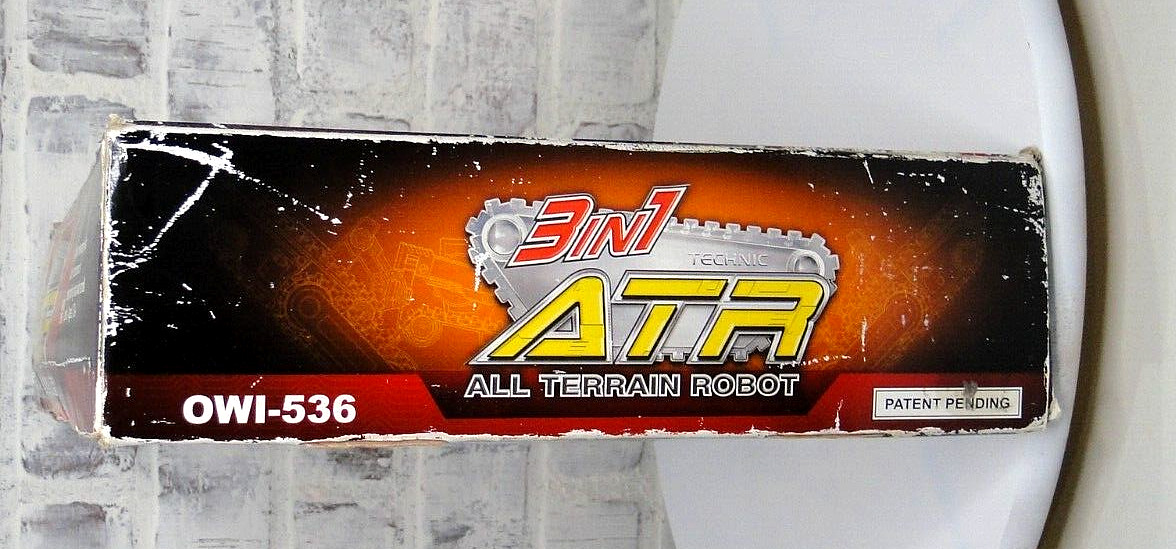 3IN1
TECHNIC
ATR
ALL TERRAIN ROBOT
OWI-536
PATENT PENDING